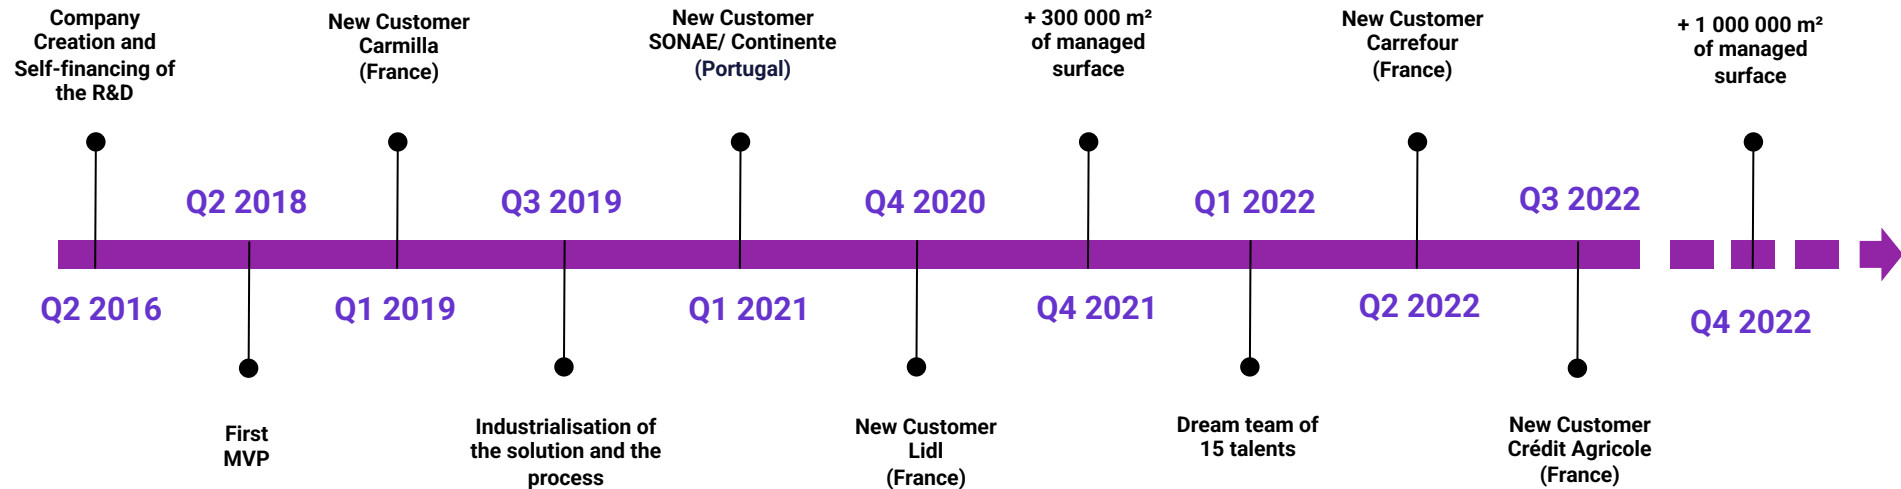 Company
Creation and
Self-financing of
the R&D
New Customer
Carmilla
(France)
New Customer
SONAE/ Continente
(Portugal)
+ 300 000 m²
of managed
surface
New Customer
Carrefour
(France)
+ 1 000 000 m²
of managed
surface
Q2 2018
Q3 2019
Q4 2020
Q1 2022
Q3 2022
Q2 2016
Q1 2019
Q1 2021
Q4 2021
Q2 2022
Q4 2022
First
MVP
Industrialisation of
the solution and the
process
New Customer
Lidl
(France)
Dream team of
15 talents
New Customer
Crédit Agricole
(France)